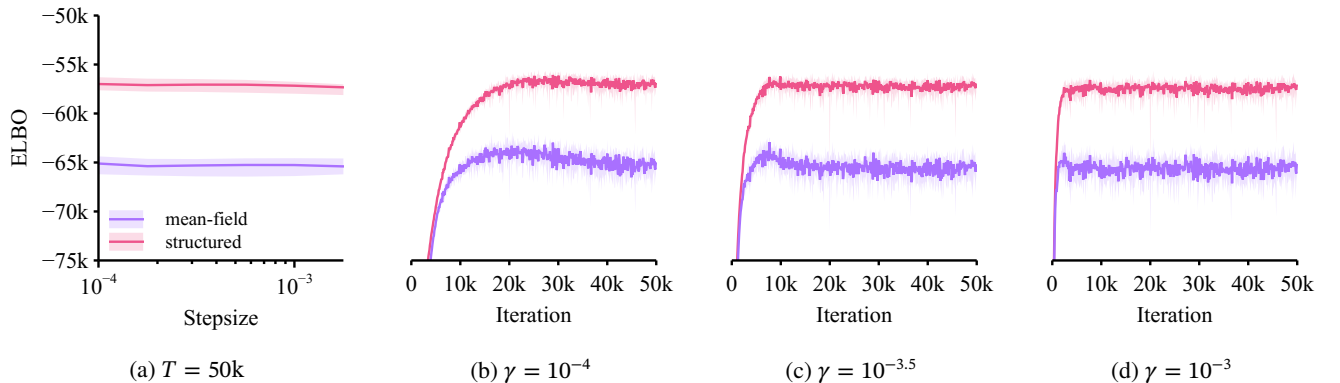 ELBO
−50k
−55k
−60k
−65k
−70k
−75k
mean-field
structured
10⁻⁴
10⁻³
Stepsize
(a) T = 50k
0 10k 20k 30k 40k 50k
Iteration
(b) γ = 10⁻⁴
0 10k 20k 30k 40k 50k
Iteration
(c) γ = 10⁻³·⁵
0 10k 20k 30k 40k 50k
Iteration
(d) γ = 10⁻³